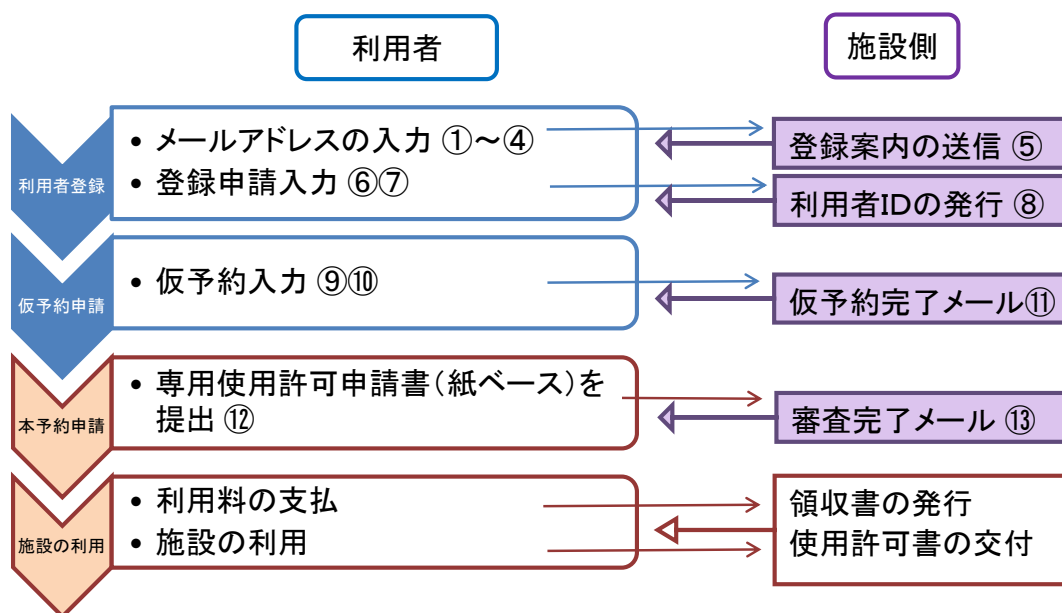 利用者
施設側
利用者登録
• メールアドレスの入力 ①～④
• 登録申請入力 ⑥⑦
登録案内の送信 ⑤
利用者IDの発行 ⑧
仮予約申請
• 仮予約入力 ⑨⑩
仮予約完了メール⑪
本予約申請
• 専用使用許可申請書（紙ベース）を
提出 ⑫
審査完了メール ⑬
施設の利用
• 利用料の支払
• 施設の利用
領収書の発行
使用許可書の交付